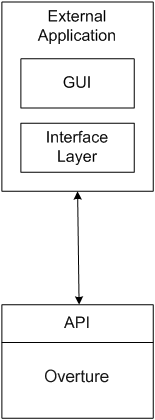 External
Application
GUI
Interface
Layer
API
Overture